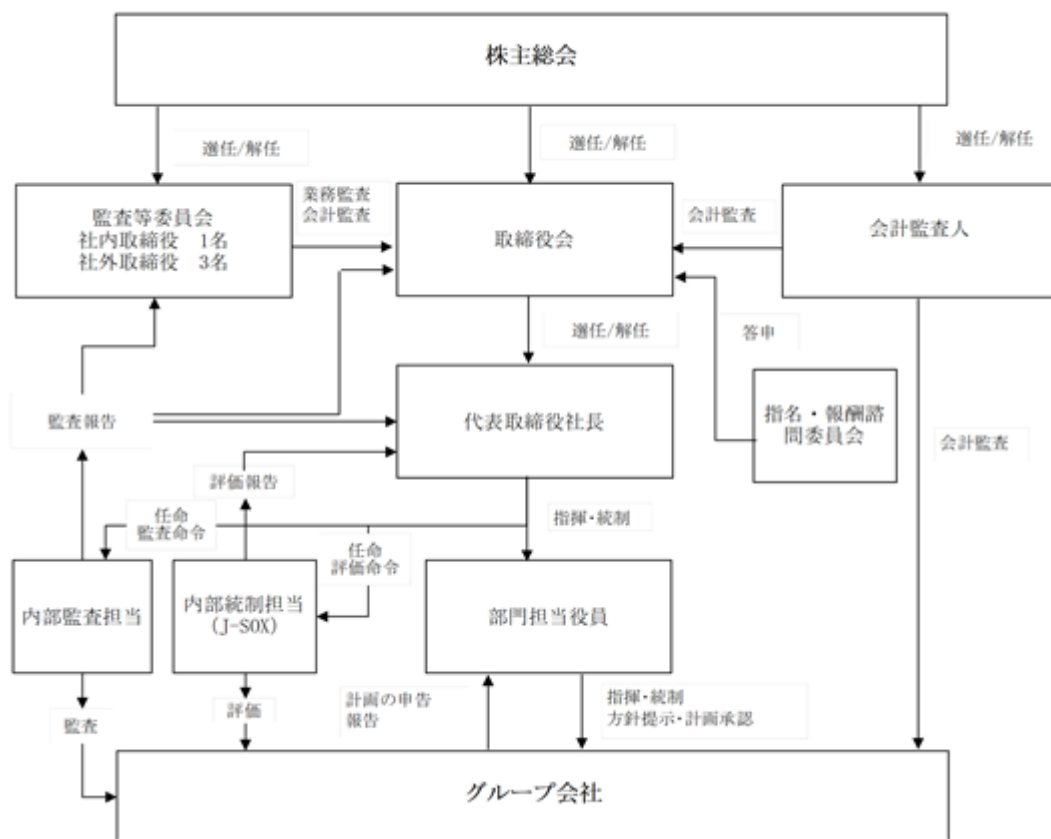 株主総会
選任/解任
選任/解任
選任/解任
監査等委員会
社内取締役　1名
社外取締役　3名
業務監査
会計監査
取締役会
会計監査
会計監査人
選任/解任
答申
監査報告
代表取締役社長
指名・報酬諮
問委員会
会計監査
評価報告
任命
監査命令
指揮・統制
任命
評価命令
内部監査担当
内部統制担当
(J-SOX)
部門担当役員
監査
評価
計画の申告
報告
指揮・統制
方針提示・計画承認
グループ会社